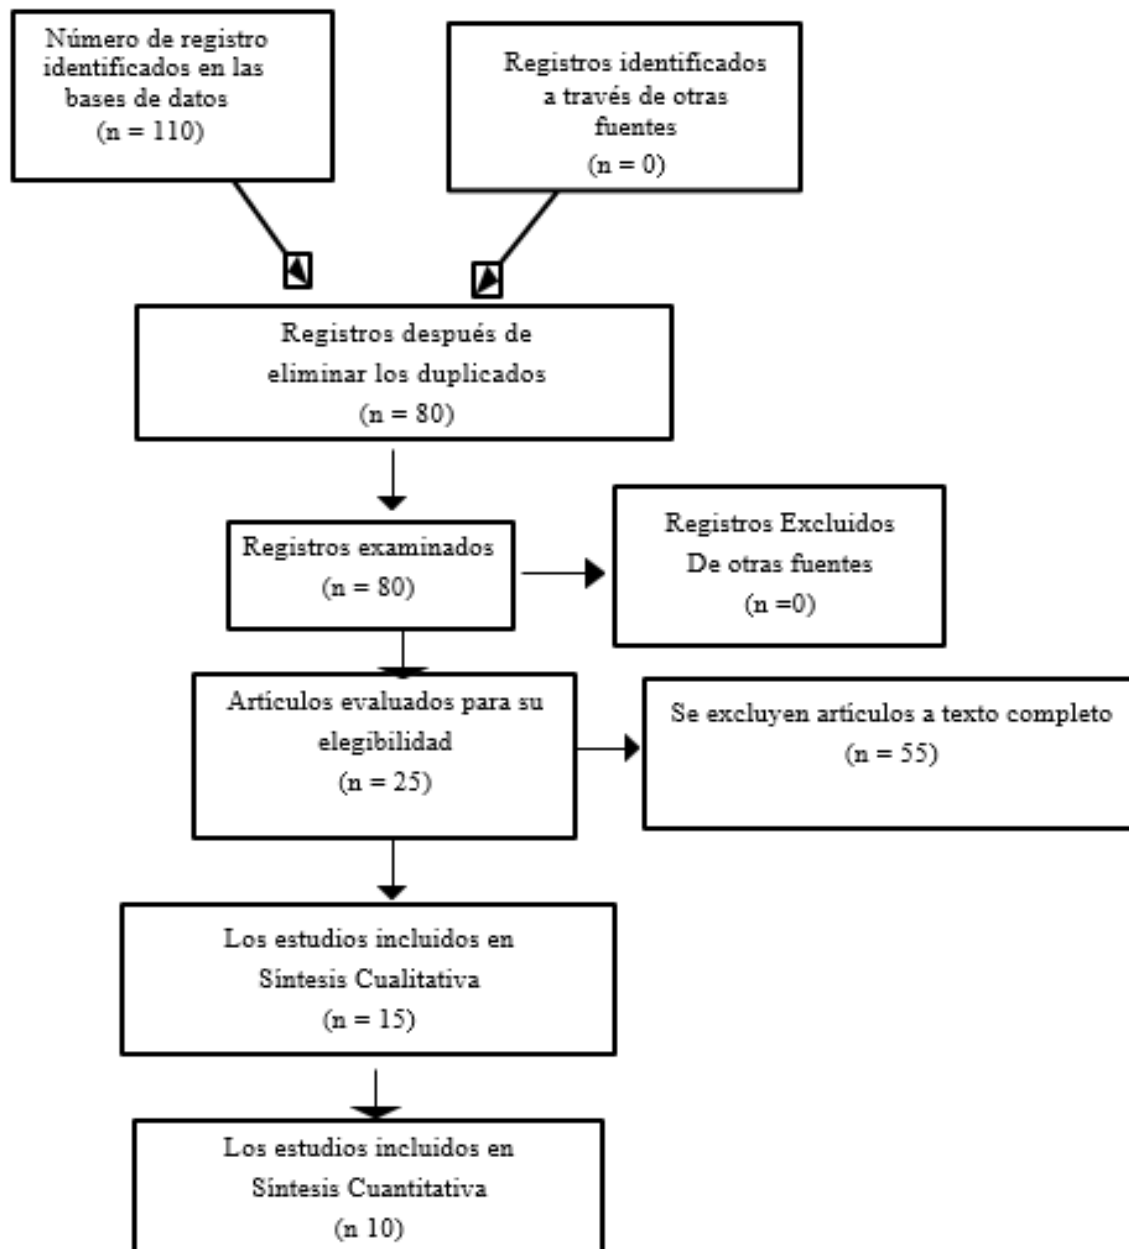 Número de registro
identificados en las
bases de datos
(n = 110)
Registros identificados
a través de otras
fuentes
(n = 0)
Registros después de
eliminar los duplicados
(n = 80)
Registros examinados
(n = 80)
Registros Excluidos
De otras fuentes
(n =0)
Artículos evaluados para su
elegibilidad
(n = 25)
Se excluyen artículos a texto completo
(n = 55)
Los estudios incluidos en
Síntesis Cualitativa
(n = 15)
Los estudios incluidos en
Síntesis Cuantitativa
(n 10)